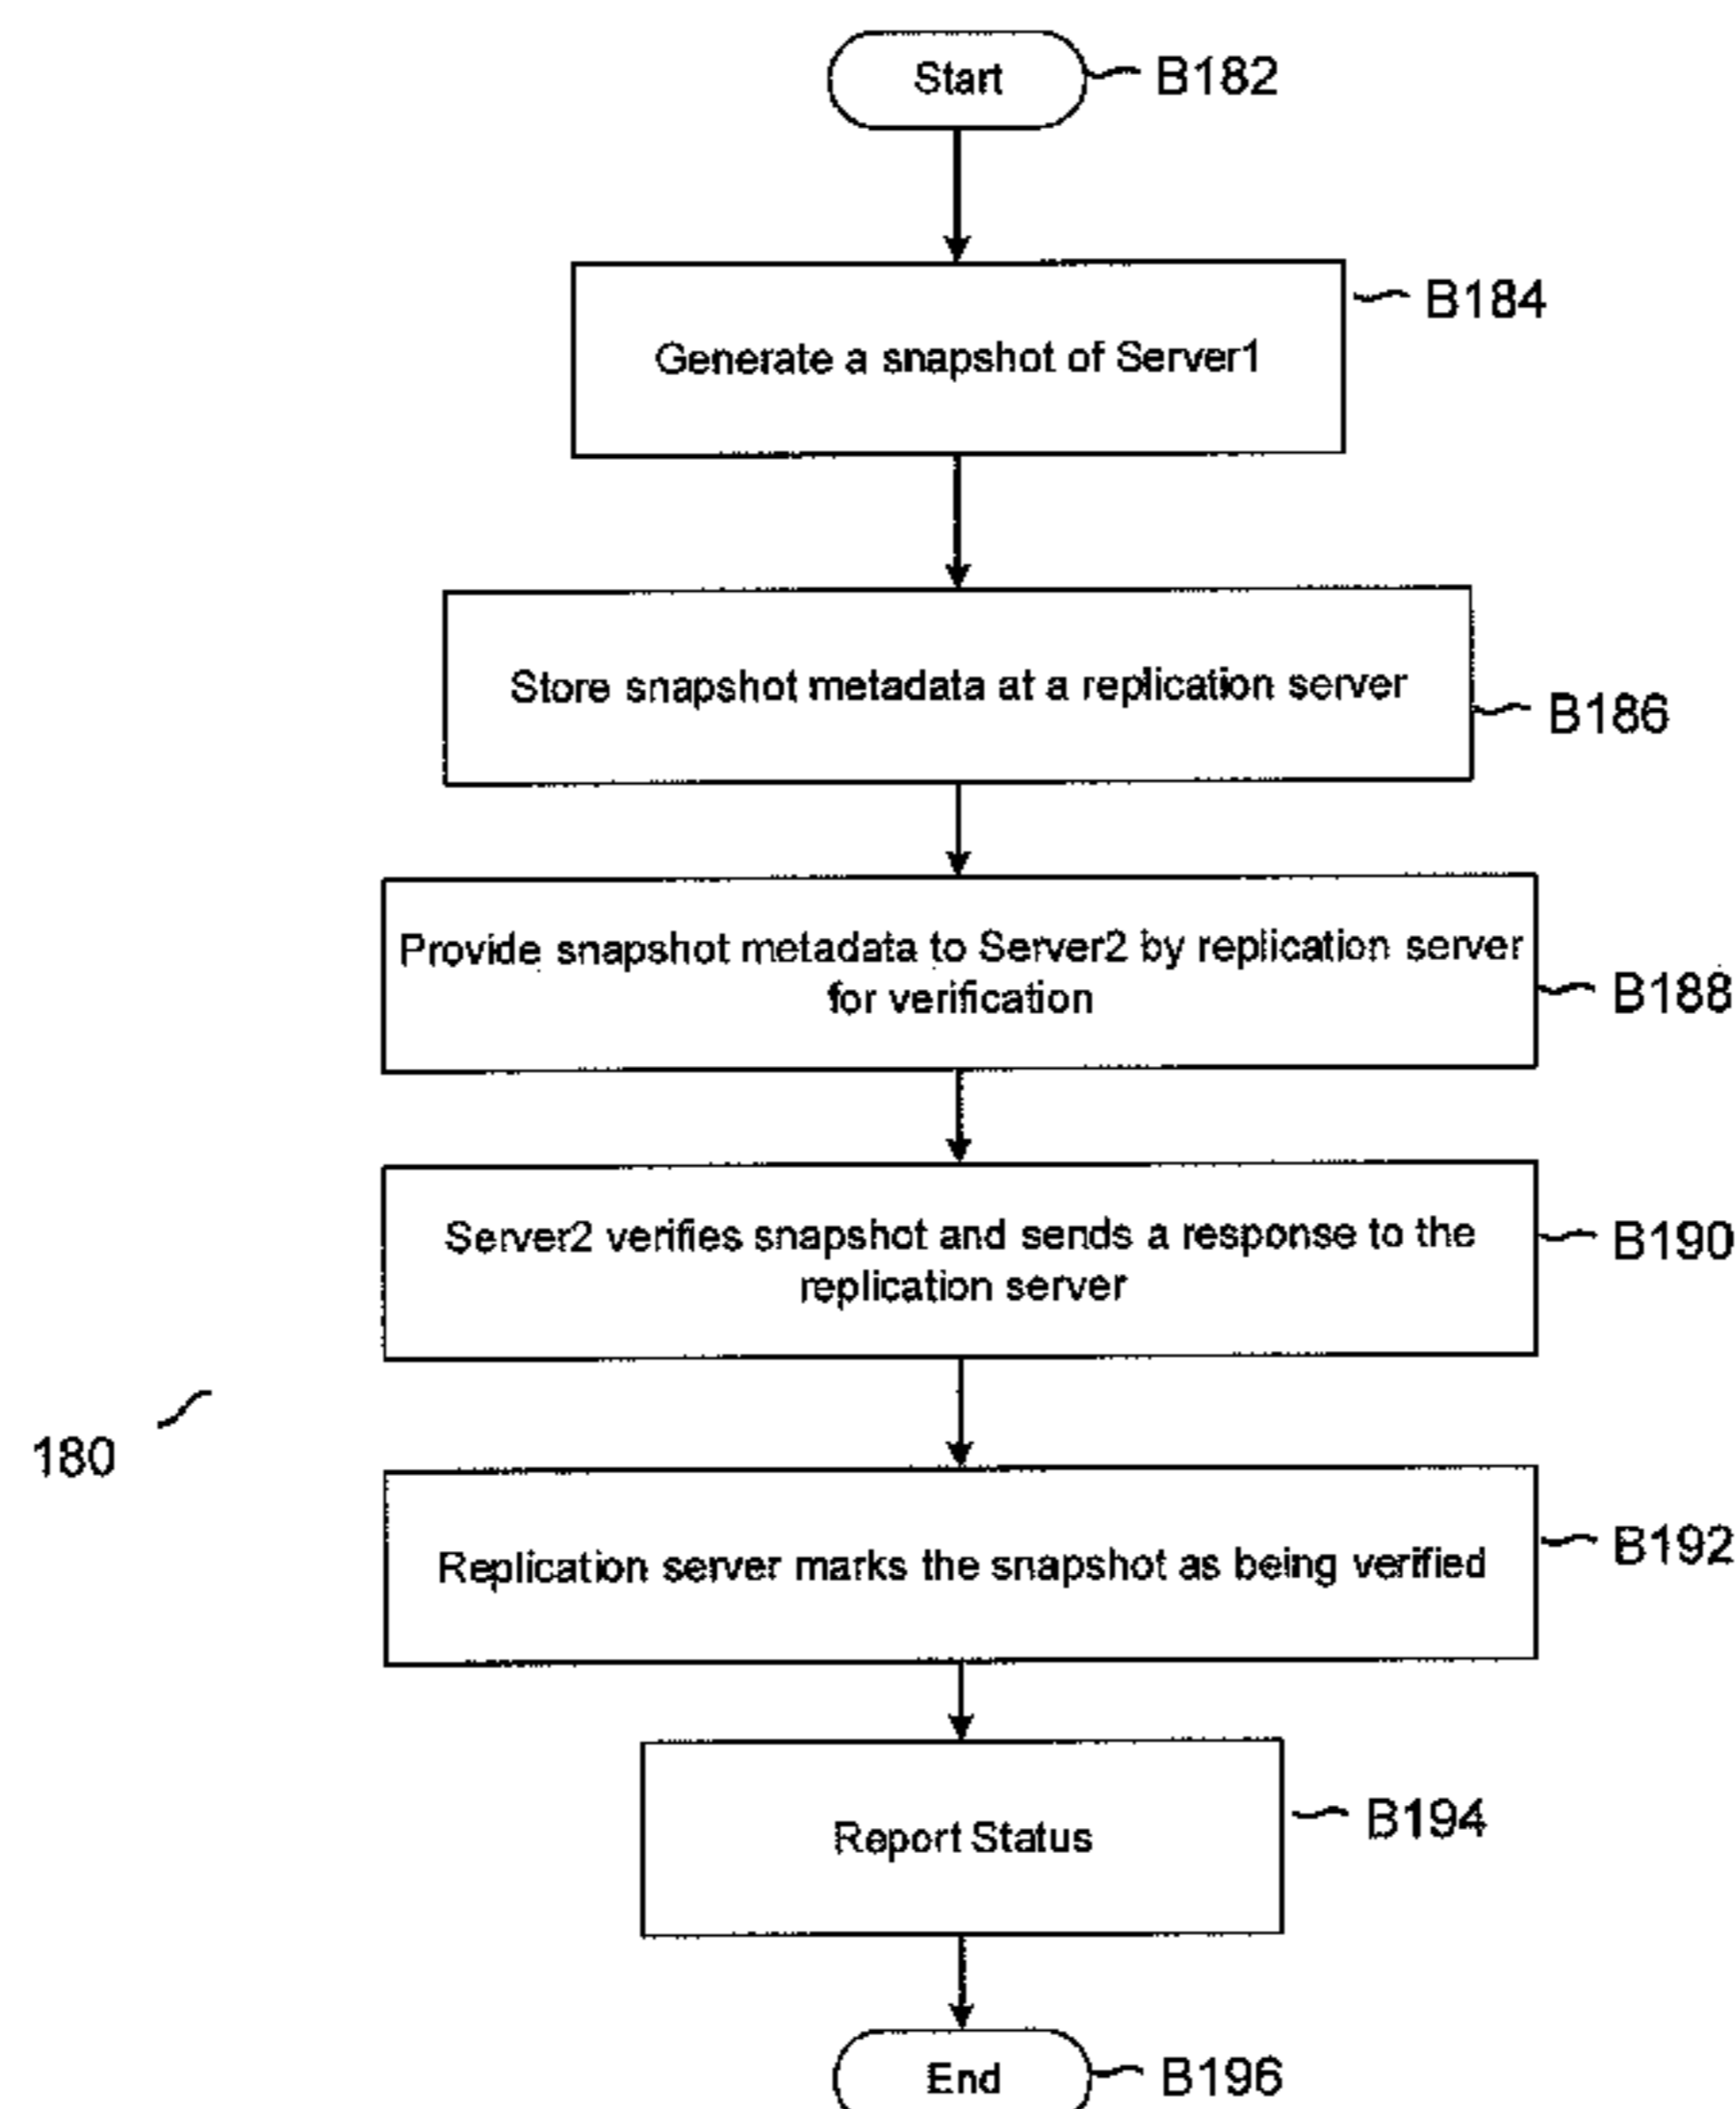 Start
B182
Generate a snapshot of Server1
B184
Store snapshot metadata at a replication server
B186
Provide snapshot metadata to Server2 by replication server
for verification
B188
Server2 verifies snapshot and sends a response to the
replication server
B190
180
Replication server marks the snapshot as being verified
B192
Report Status
B194
End
B196